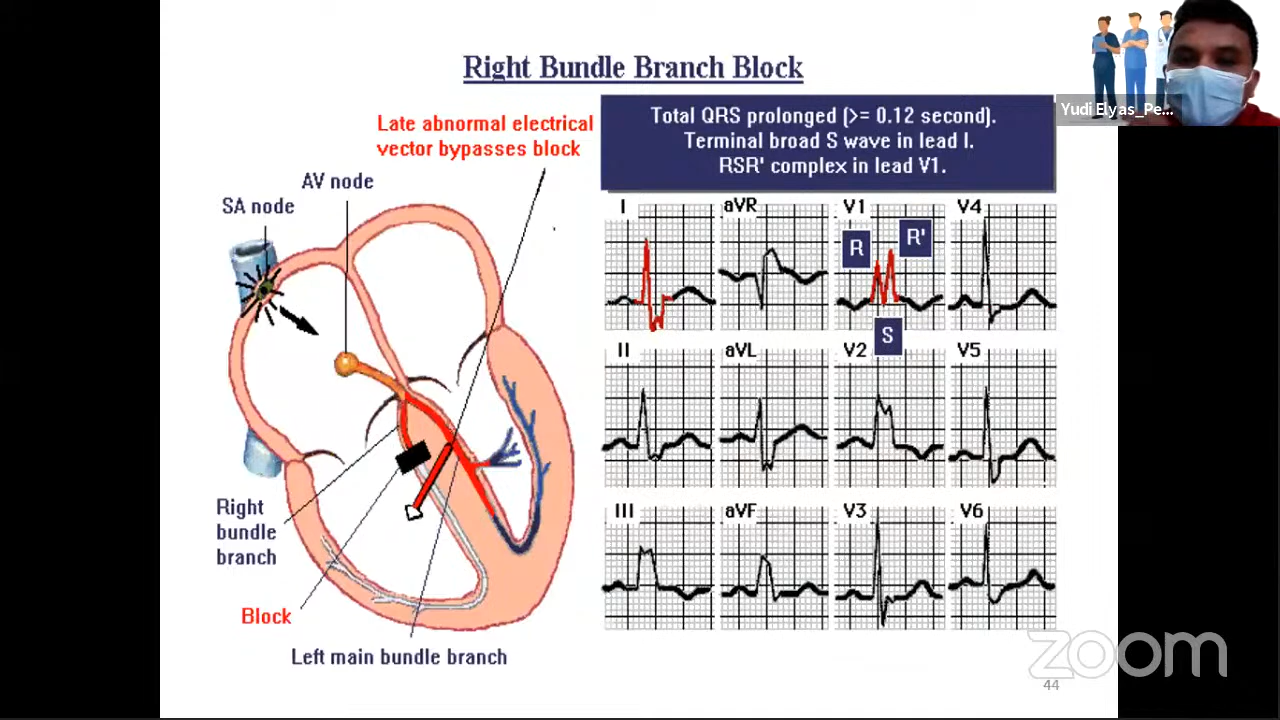 Right Bundle Branch Block
Late abnormal electrical
vector bypasses block
AV node
SA node
Right
bundle
branch
Block
Left main bundle branch
Total QRS prolonged (>= 0.12 second).
Terminal broad S wave in lead I.
RSR' complex in lead V1.
I
aVR
V1
V4
R
R'
S
II
aVL
V2
V5
III
aVF
V3
V6
Yudi Elyas_Pe...
zoom
44